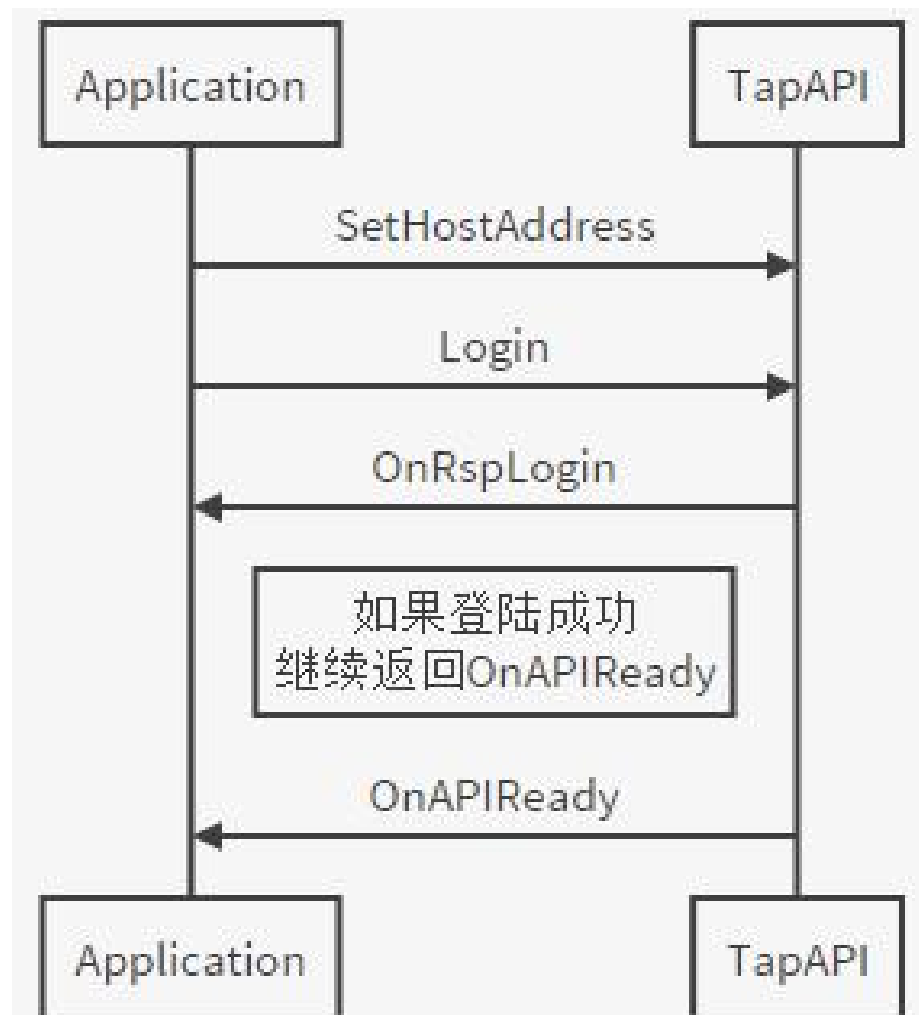 Application
TapAPI
SetHostAddress
Login
OnRspLogin
如果登陆成功
继续返回OnAPIReady
OnAPIReady
Application
TapAPI